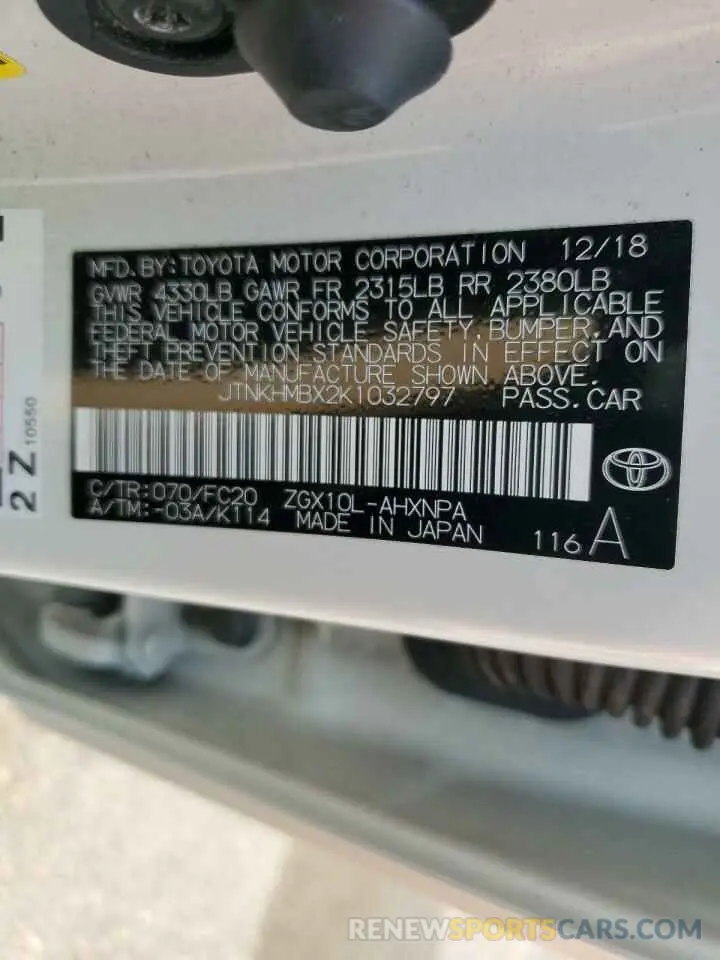 MFD.BY:TOYOTA MOTOR CORPORATION 12/18
GVWR 4330LB GAWR FR 2315LB RR 2380LB
THIS VEHICLE CONFORMS TO ALL APPLICABLE
FEDERAL MOTOR VEHICLE SAFETY, BUMPER, AND
THEFT PREVENTION STANDARDS IN EFFECT ON
THE DATE OF MANUFACTURE SHOWN ABOVE.
JTNKHMBX2K1032797 PASS.CAR
C/TR:070/FC20 ZGX10L-AHXNPA
A/TM:-03A/K114 MADE IN JAPAN
116 A
2 Z 10550
RENEWSPORTSCARS.COM